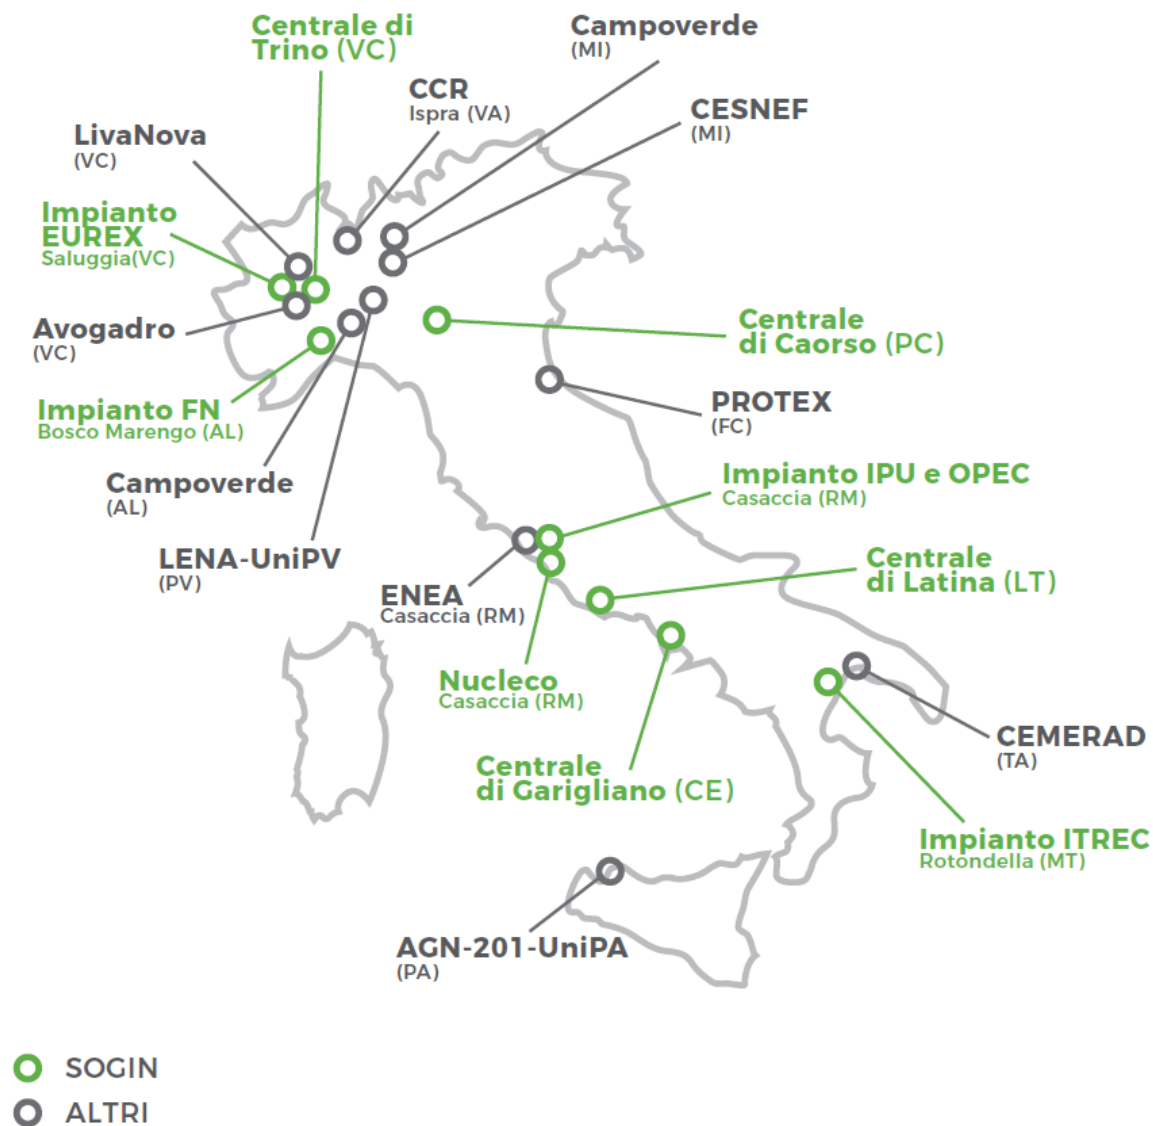 Centrale di
Trino (VC)
Campoverde
(MI)
CCR
Ispra (VA)
CESNEF
(MI)
LivaNova
(VC)
Impianto
EUREX
Saluggia(VC)
Avogadro
(VC)
Centrale
di Caorso (PC)
PROTEX
(FC)
Impianto FN
Bosco Marengo (AL)
Campoverde
(AL)
Impianto IPU e OPEC
Casaccia (RM)
LENA-UniPV
(PV)
Centrale
di Latina (LT)
ENEA
Casaccia (RM)
Nucleco
Casaccia (RM)
CEMERAD
(TA)
Centrale
di Garigliano (CE)
Impianto ITREC
Rotondella (MT)
AGN-201-UniPA
(PA)
SOGIN
ALTRI